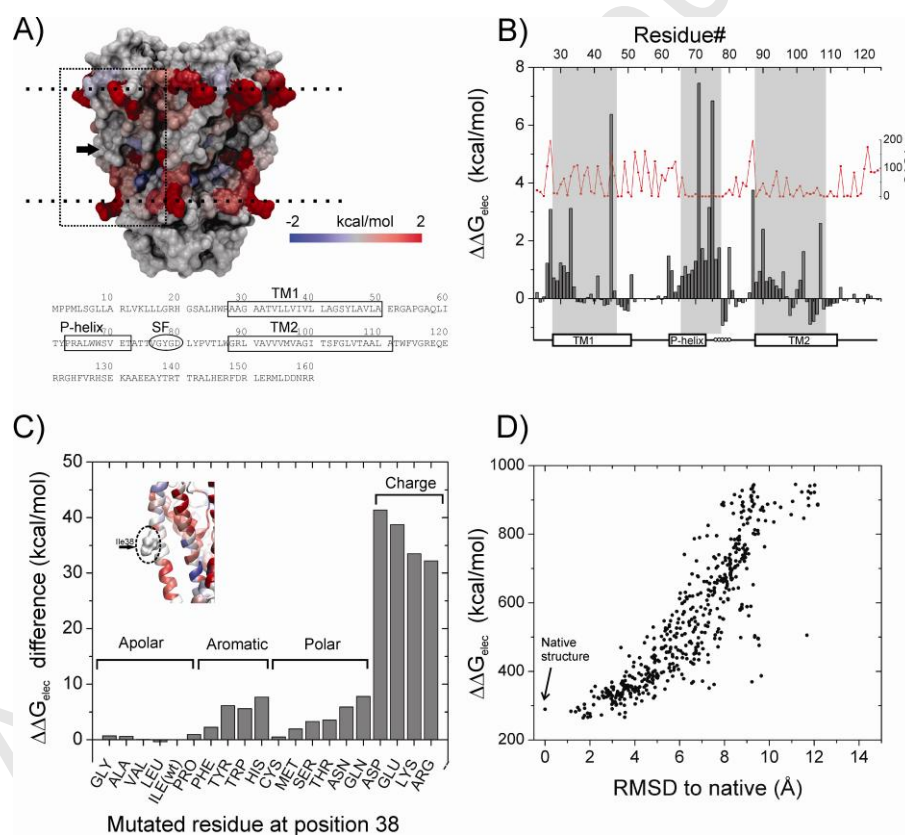 A)
kcal/mol
-2 2
10 20 30 40 50 60
TM1
MPPMLSGLLA RLVKLLLGRH GSALHWRAAG AATVLLVIVL LAGSYLAVLA ERGAPGAQLI
P-helix SF TM2
80 90 100 110 120
TYPRALWWSV ETATTVGYGD LYPVTLWGRL VAVVVMVAGI TSFGLVTAAL ATWFVGREQE
130 140 150 160
RRGHFVRHSE KAAEEAYTRT TRALHERFDR LERMLDDNRR
B)
Residue#
30 40 50 60 70 80 90 100 110 120
ΔΔGelec (kcal/mol)
8
6
4
2
0
200
100
0
TM1 P-helix TM2
C)
ΔΔGelec difference (kcal/mol)
50
40
30
20
10
0
Ile38
Apolar
Aromatic
Polar
Charge
GLY ALA VAL LEU ILE(wt) PRO PHE TYR TRP HIS CYS MET SER THR ASN GLN ASP GLU LYS ARG
Mutated residue at position 38
D)
ΔΔGelec (kcal/mol)
1000
800
600
400
200
Native
structure
0 2 4 6 8 10 12 14
RMSD to native (Å)